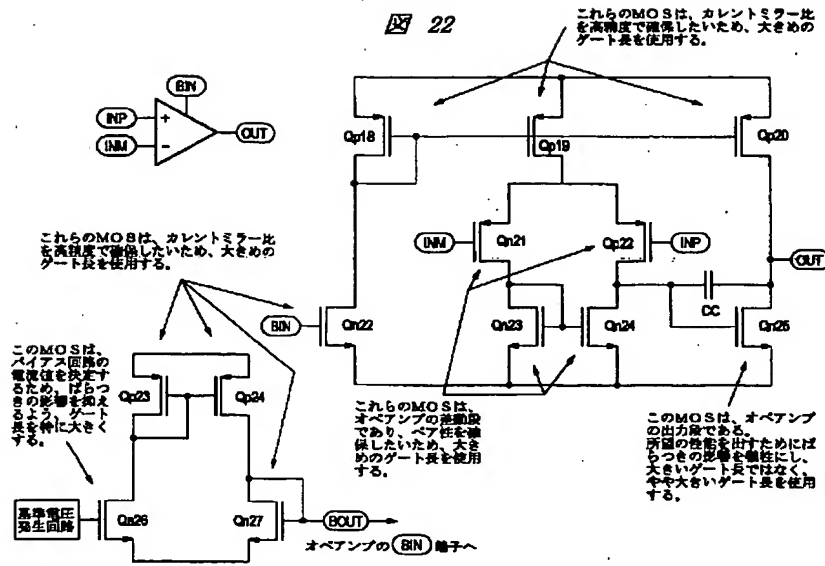 図 22
これらのMOSは、カレントミラー比
を高精度で確保したいため、大きめの
ゲート長を使用する。
BIN
INP
INM
+
-
OUT
Qp18
Qp19
Qp20
これらのMOSは、カレントミラー比
を高精度で確保したいため、大きめの
ゲート長を使用する。
INM
Qn21
Qp22
INP
OUT
CC
BIN
Qn22
Qn23
Qn24
Qn25
このMOSは、
バイアス回路の
電流値を決定す
るため、ばらつ
きの影響を抑え
るよう、ゲート
長を特に大きく
する。
Qp23
Qp24
これらのMOSは、
オペアンプの差動段
であり、ペア性を確
保したいため、大き
めのゲート長を使用
する。
このMOSは、オペアンプ
の出力段である。
所望の性能を出すためにば
らつきの影響を犠牲にし、
大きいゲート長ではなく、
やや大きいゲート長を使用
する。
基準電圧
発生回路
Qn26
Qn27
BOUT
オペアンプの BIN 端子へ